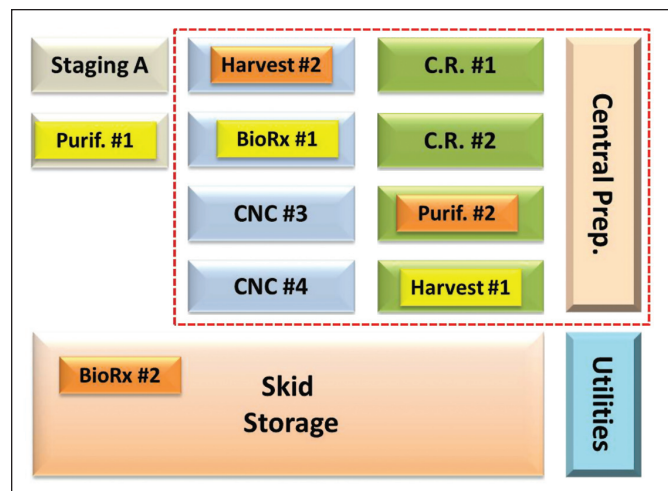 Staging A
Harvest #2
C.R. #1
Central Prep.
Purif. #1
BioRx #1
C.R. #2
CNC #3
Purif. #2
CNC #4
Harvest #1
BioRx #2
Skid
Storage
Utilities